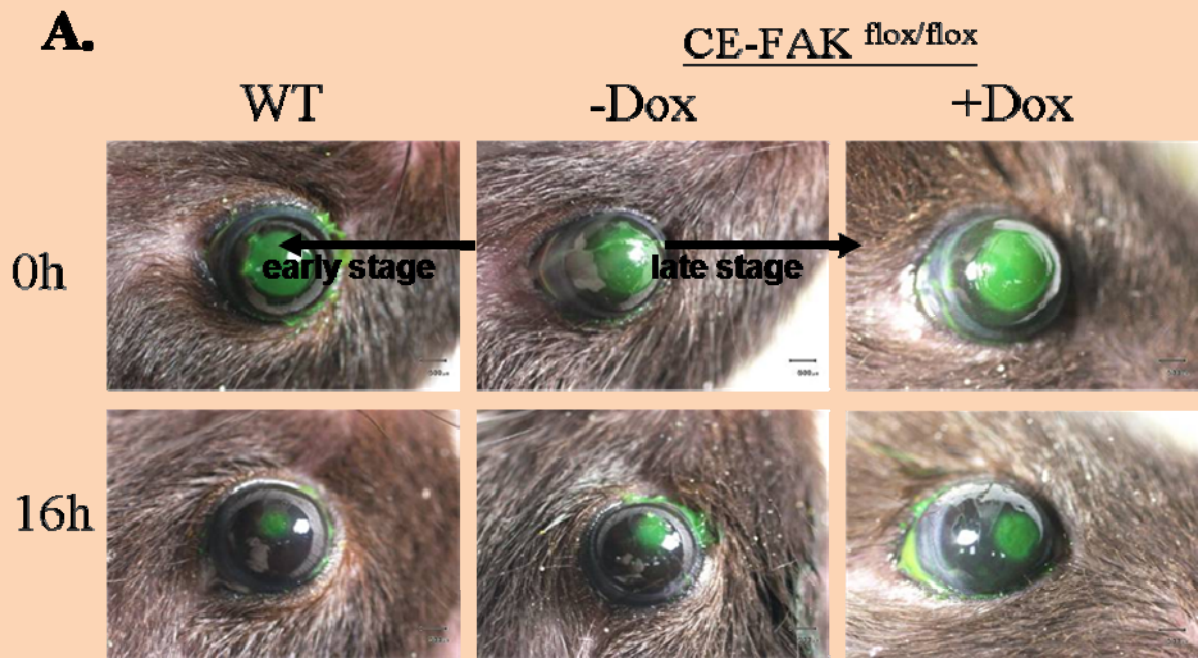 A.
CE-FAK flox/flox
WT -Dox +Dox
0h
early stage late stage
16h